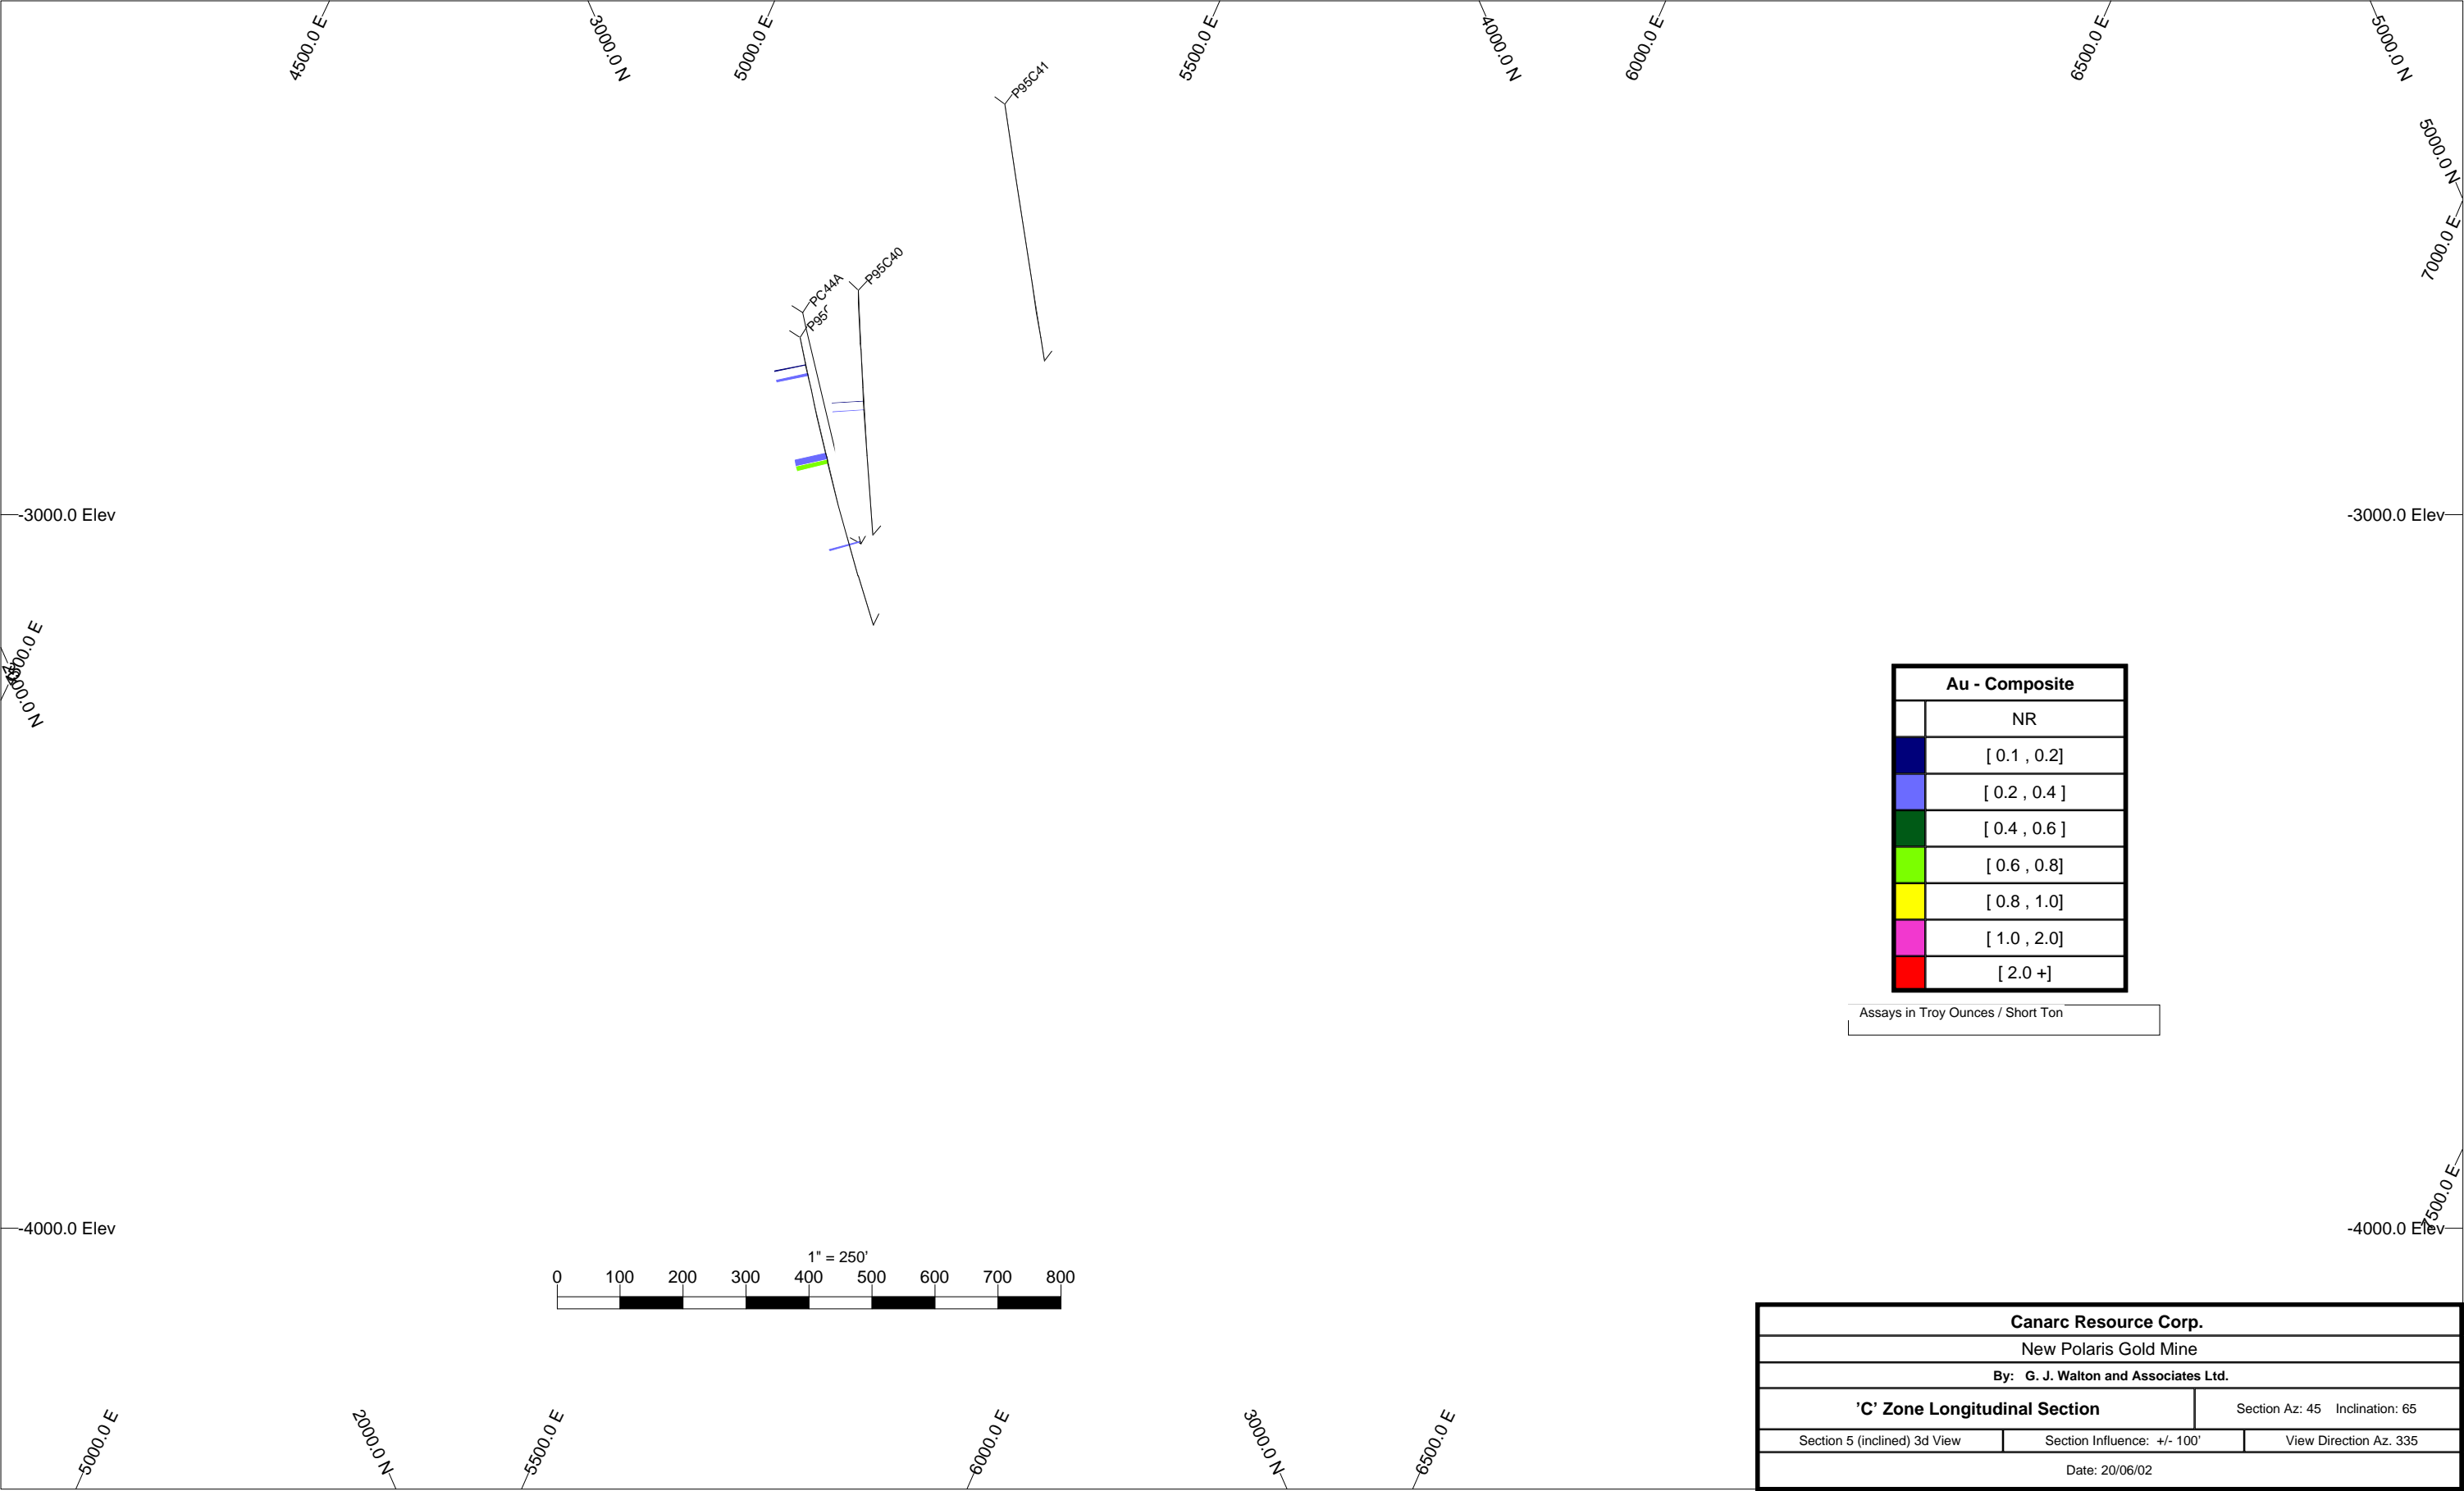 4500.0 E
3000.0 N
5000.0 E
5500.0 E
4000.0 N
6000.0 E
6500.0 E
5000.0 N
P95C41
5000.0 N
7000.0 E
P95C40
PC44A
P95C
-3000.0 Elev
-3000.0 Elev
4500.0 E
N
Au - Composite
NR
[ 0.1 , 0.2]
[ 0.2 , 0.4 ]
[ 0.4 , 0.6 ]
[ 0.6 , 0.8]
[ 0.8 , 1.0]
[ 1.0 , 2.0]
[ 2.0 +]
Assays in Troy Ounces / Short Ton
7500.0 E
-4000.0 Elev
-4000.0 Elev
1" = 250'
0 100 200 300 400 500 600 700 800
5000.0 E
2000.0 N
5500.0 E
6000.0 E
3000.0 N
6500.0 E
Canarc Resource Corp.
New Polaris Gold Mine
By: G. J. Walton and Associates Ltd.
'C' Zone Longitudinal Section
Section Az: 45 Inclination: 65
Section 5 (inclined) 3d View
Section Influence: +/- 100'
View Direction Az. 335
Date: 20/06/02